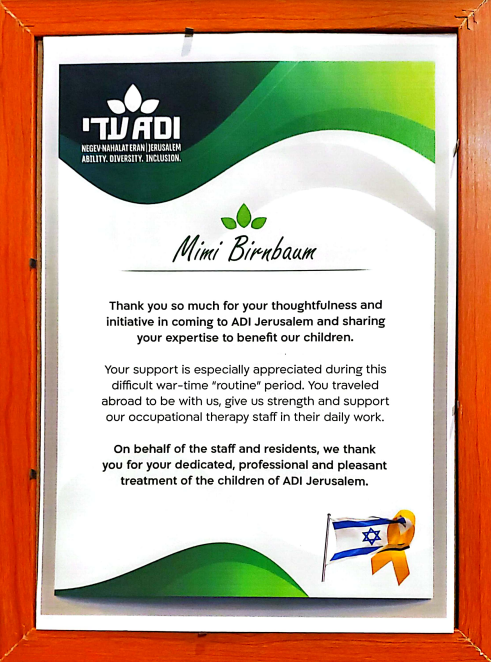 עדי ADI
NEGEV-NAHALAT ERAN | JERUSALEM
ABILITY. DIVERSITY. INCLUSION.
Mimi Birnbaum
Thank you so much for your thoughtfulness and
initiative in coming to ADI Jerusalem and sharing
your expertise to benefit our children.
Your support is especially appreciated during this
difficult war-time "routine" period. You traveled
abroad to be with us, give us strength and support
our occupational therapy staff in their daily work.
On behalf of the staff and residents, we thank
you for your dedicated, professional and pleasant
treatment of the children of ADI Jerusalem.